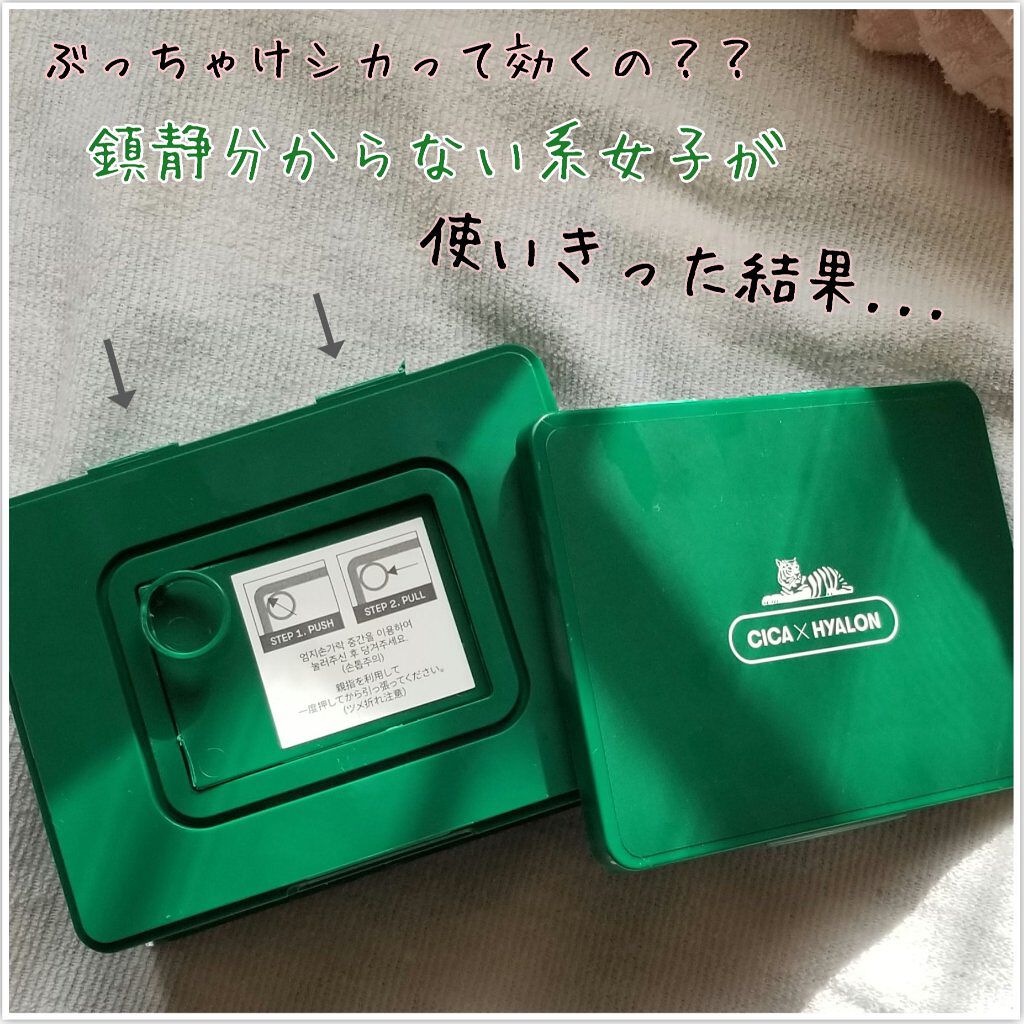 ぶっちゃけシカって効くの？？
鎮静分からない系女子が
使いきった結果...
STEP 1. PUSH
STEP 2. PULL
엄지손가락 중간을 이용하여
눌러주신 후 당겨주세요.
(손톱주의)
親指を利用して
一度押してから引っ張ってください。
(ツメ折れ注意)
CICA×HYALON